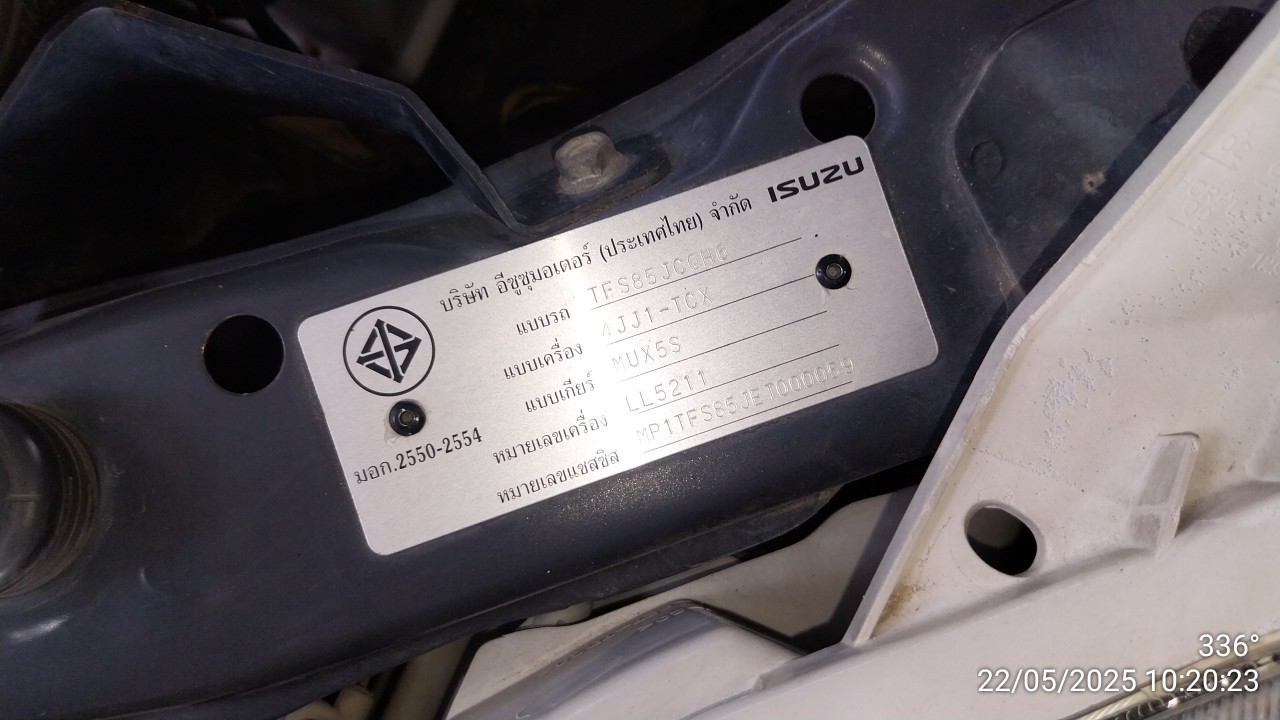 ISUZU
บริษัท อีซูซุมอเตอร์ (ประเทศไทย) จำกัด
แบบรถ
แบบเครื่อง 4JJ1-TCX
แบบเกียร์ MUX5S
หมายเลขเครื่อง LL5211
หมายเลขแชสซิส
มอก.2550-2554
336°
22/05/2025 10:20:23